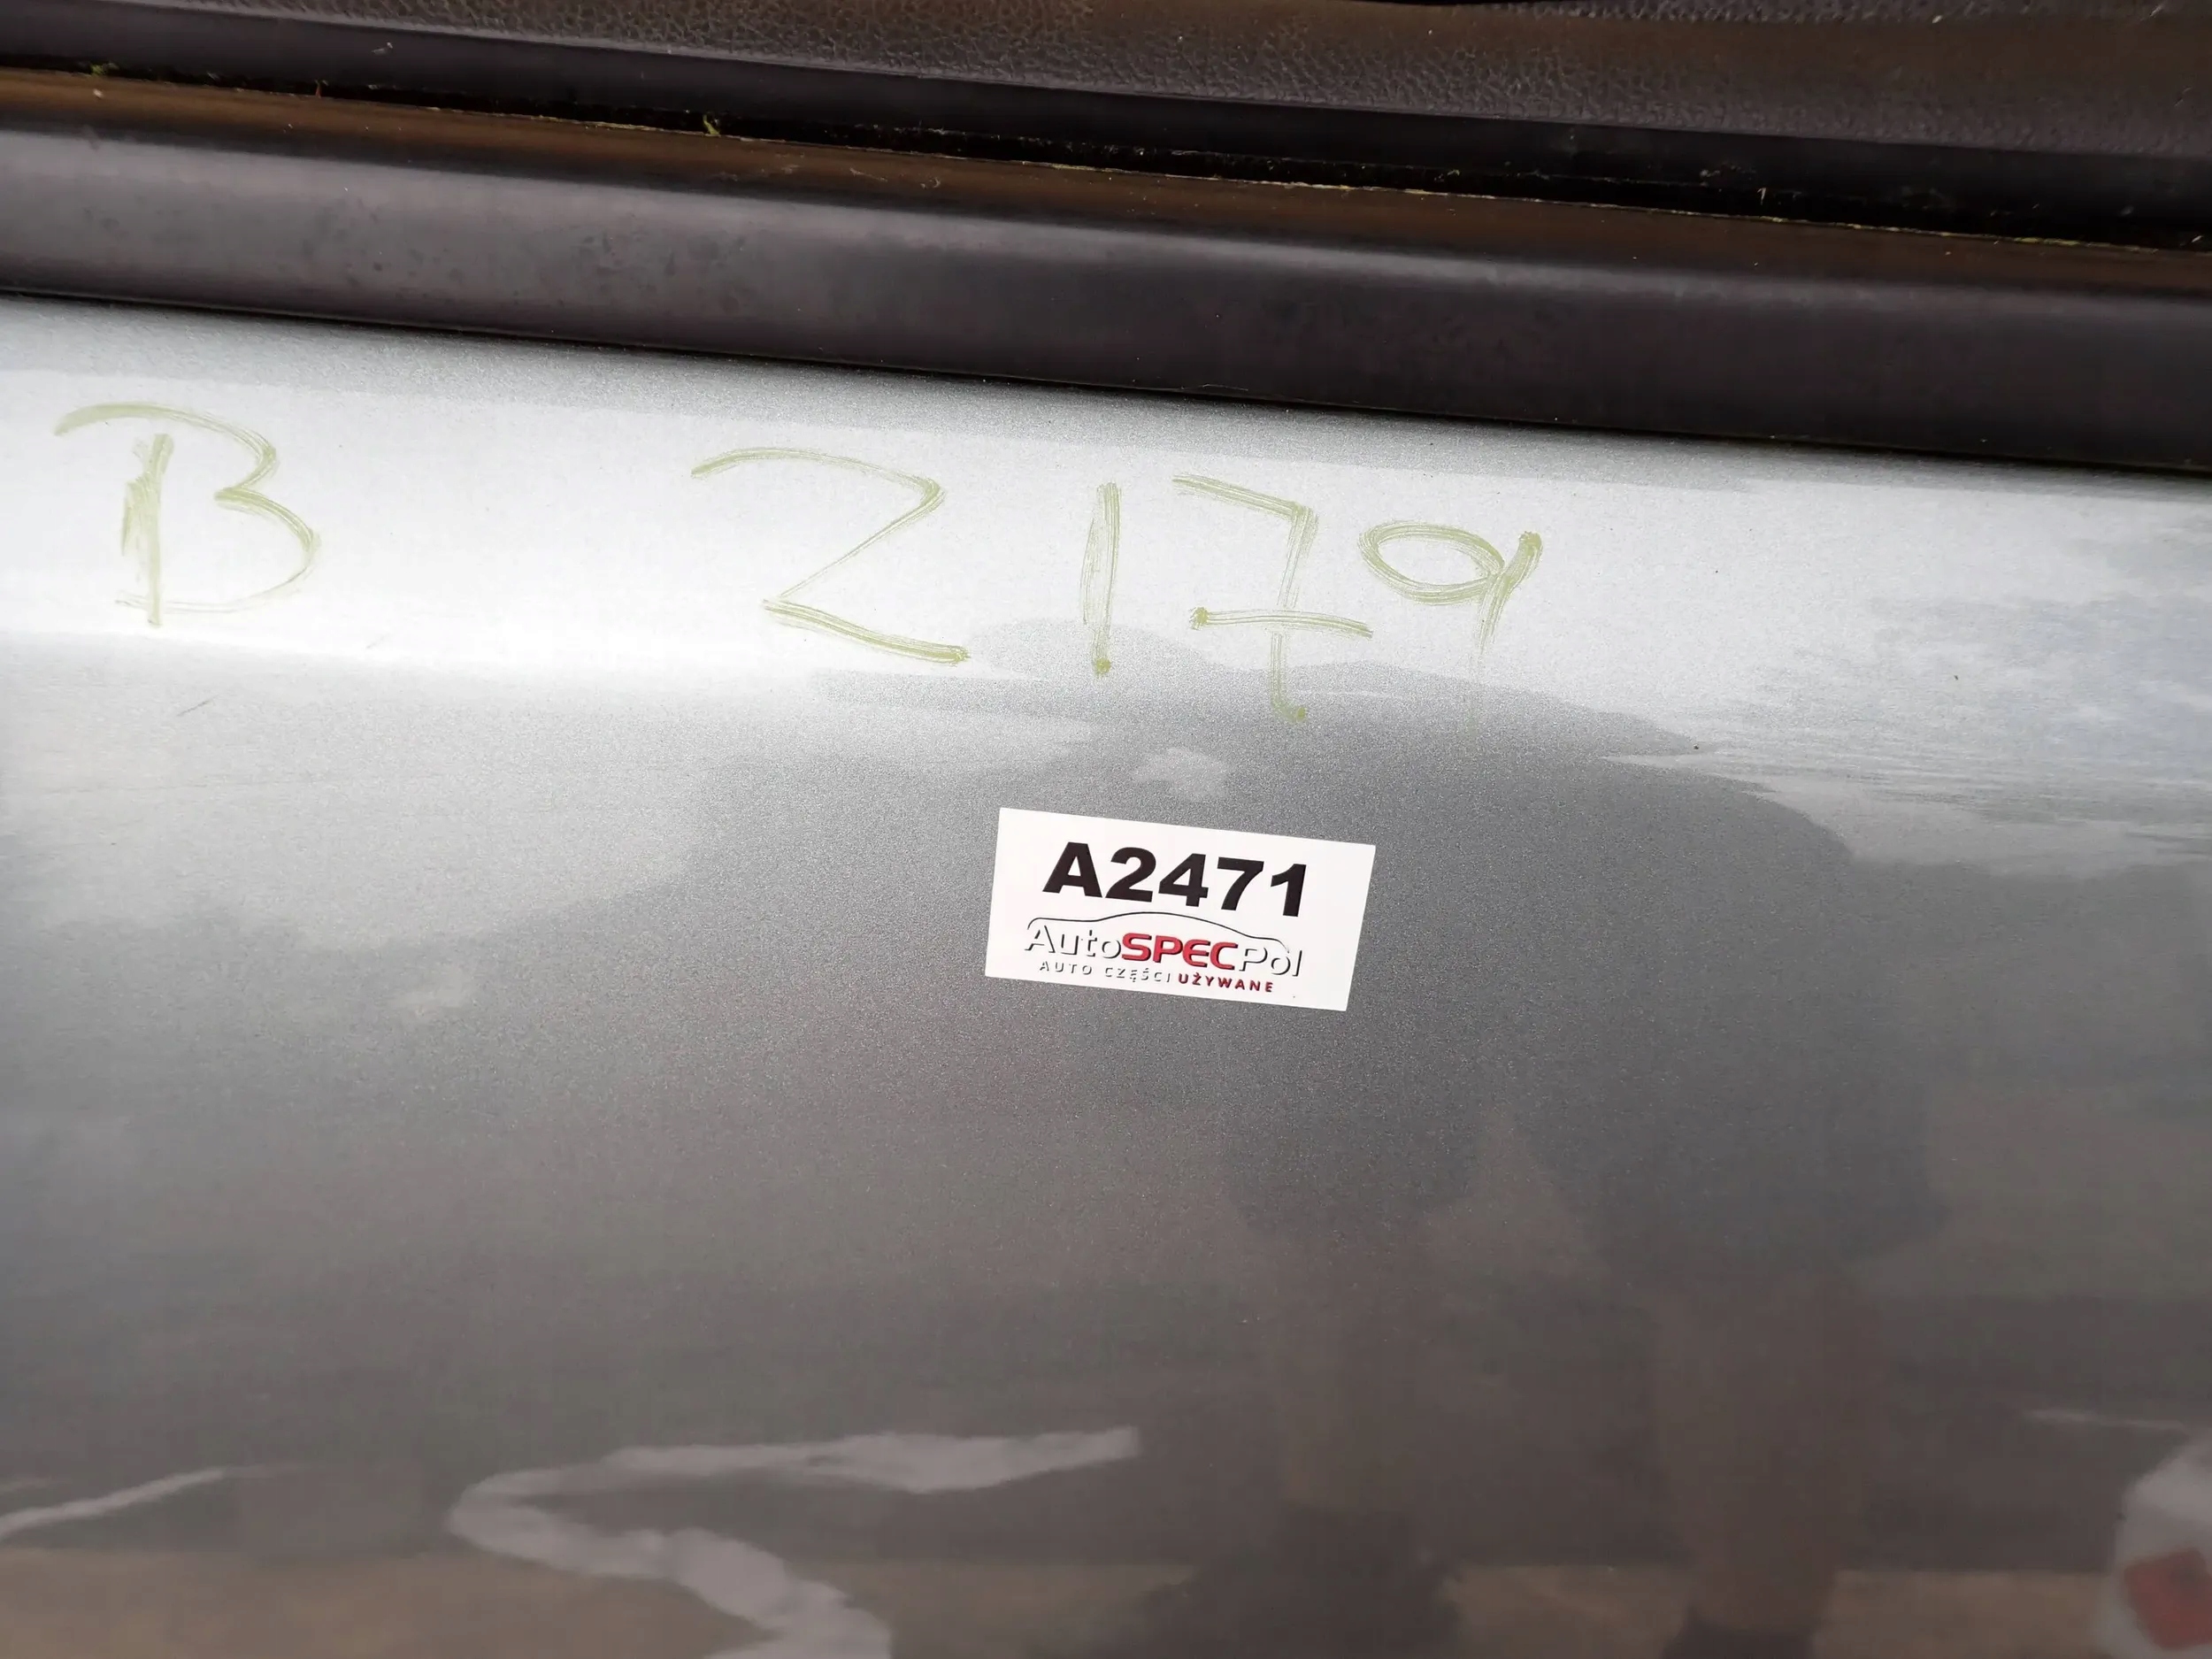 B 2179
A2471
AutoSPECPol
AUTO CZĘŚCI UŻYWANE